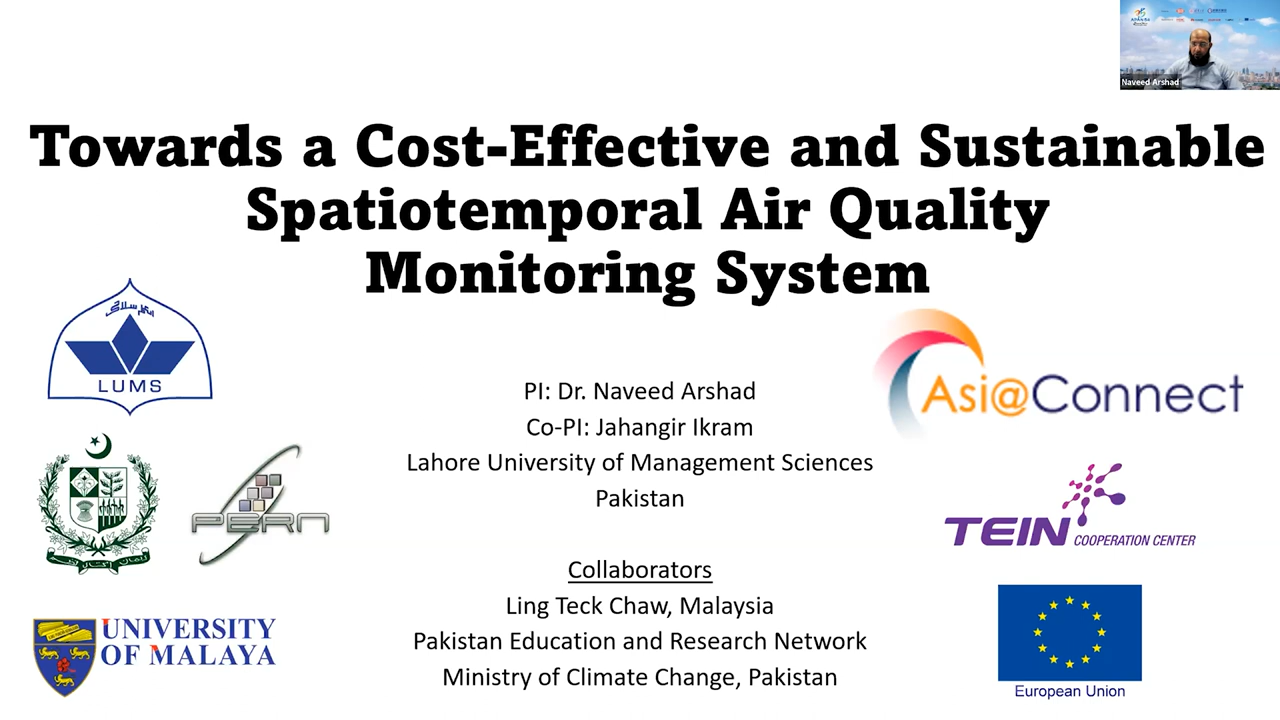 Naveed Arshad
Towards a Cost-Effective and Sustainable
Spatiotemporal Air Quality
Monitoring System
LUMS
PERN
UNIVERSITY
OF MALAYA
PI: Dr. Naveed Arshad
Co-PI: Jahangir Ikram
Lahore University of Management Sciences
Pakistan
Collaborators
Ling Teck Chaw, Malaysia
Pakistan Education and Research Network
Ministry of Climate Change, Pakistan
Asi@Connect
TEIN COOPERATION CENTER
European Union